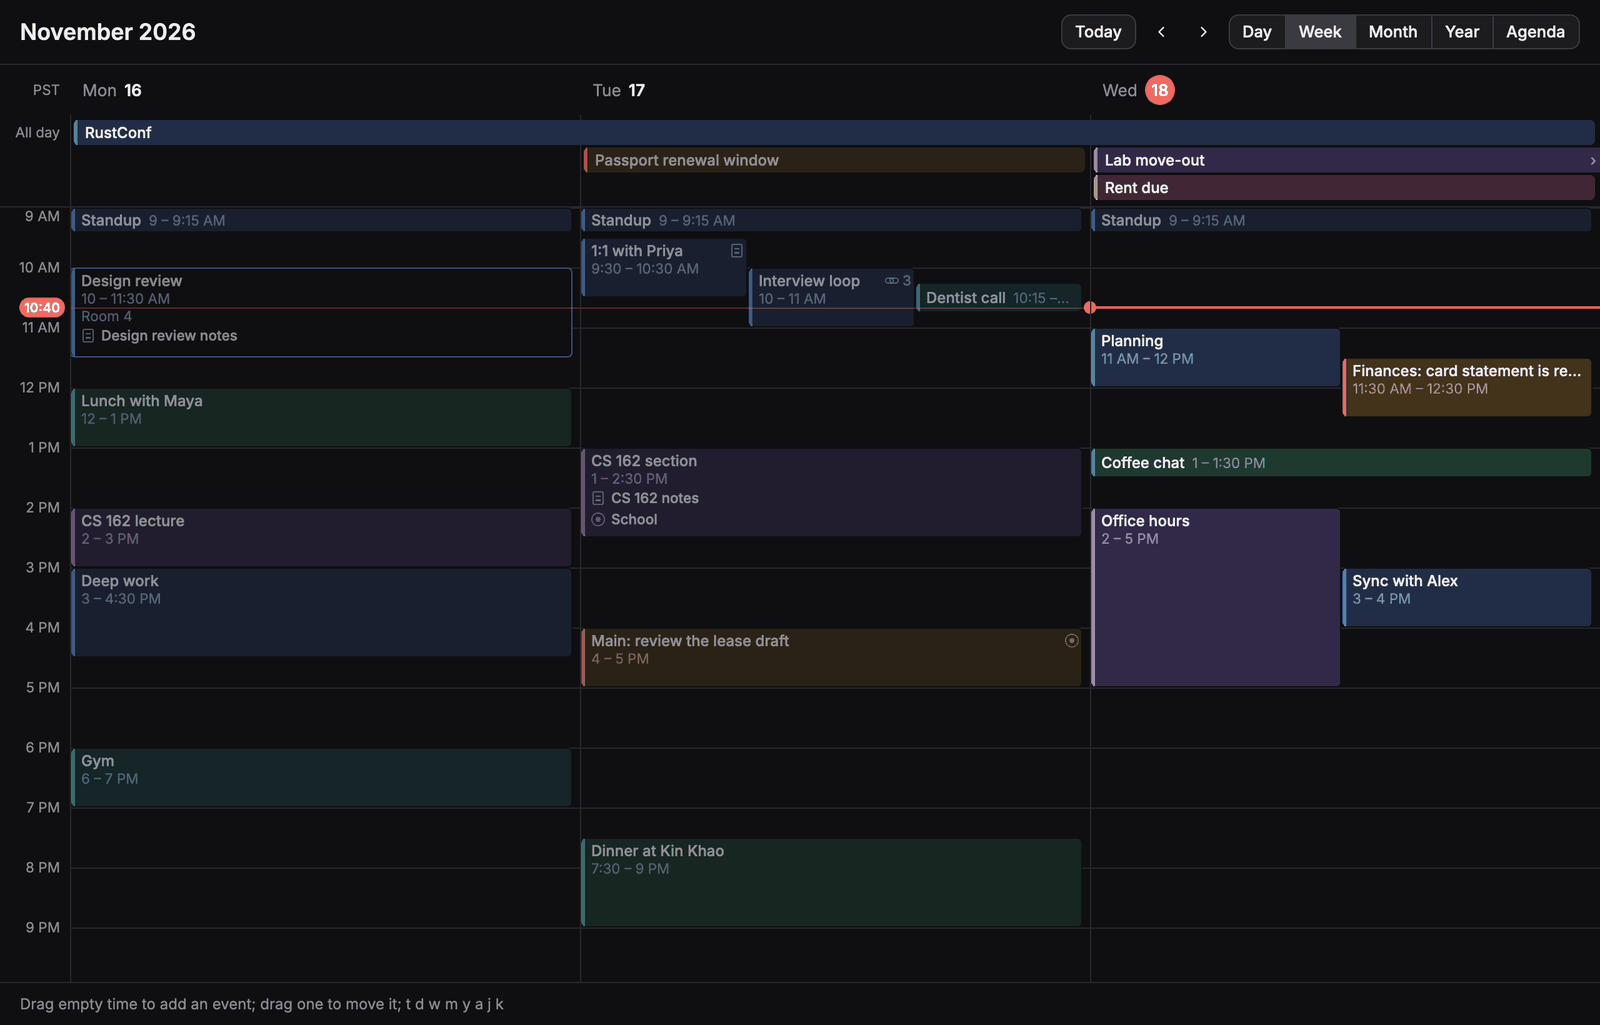 November 2026
Today
Day
Week
Month
Year
Agenda
PST
Mon 16
Tue 17
Wed 18
All day
RustConf
Passport renewal window
Lab move-out
Rent due
9 AM
Standup 9 – 9:15 AM
Standup 9 – 9:15 AM
Standup 9 – 9:15 AM
1:1 with Priya
9:30 – 10:30 AM
10 AM
Design review
10 – 11:30 AM
Room 4
Design review notes
Interview loop 3
10 – 11 AM
Dentist call 10:15 –...
10:40
11 AM
Planning
11 AM – 12 PM
Finances: card statement is re...
11:30 AM – 12:30 PM
12 PM
Lunch with Maya
12 – 1 PM
1 PM
CS 162 section
1 – 2:30 PM
CS 162 notes
School
Coffee chat 1 – 1:30 PM
2 PM
CS 162 lecture
2 – 3 PM
Office hours
2 – 5 PM
3 PM
Deep work
3 – 4:30 PM
Sync with Alex
3 – 4 PM
4 PM
Main: review the lease draft
4 – 5 PM
5 PM
6 PM
Gym
6 – 7 PM
7 PM
Dinner at Kin Khao
7:30 – 9 PM
8 PM
9 PM
Drag empty time to add an event; drag one to move it; t d w m y a j k